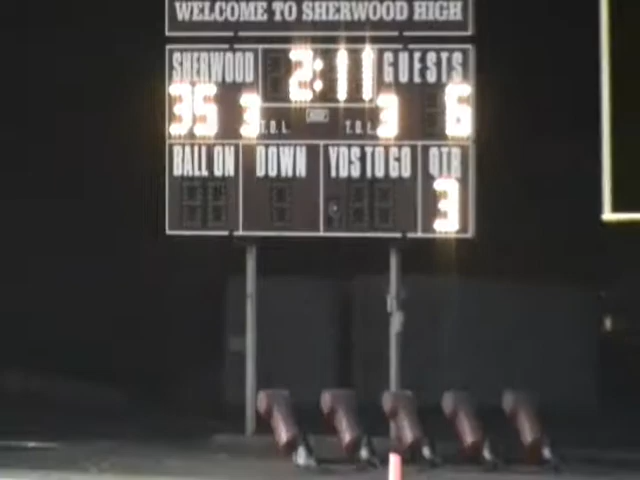 WELCOME TO SHERWOOD HIGH
SHERWOOD 2:11 GUESTS
35 3 T.O.L. T.O.L. 3 6
BALL ON DOWN YDS TO GO QTR
3